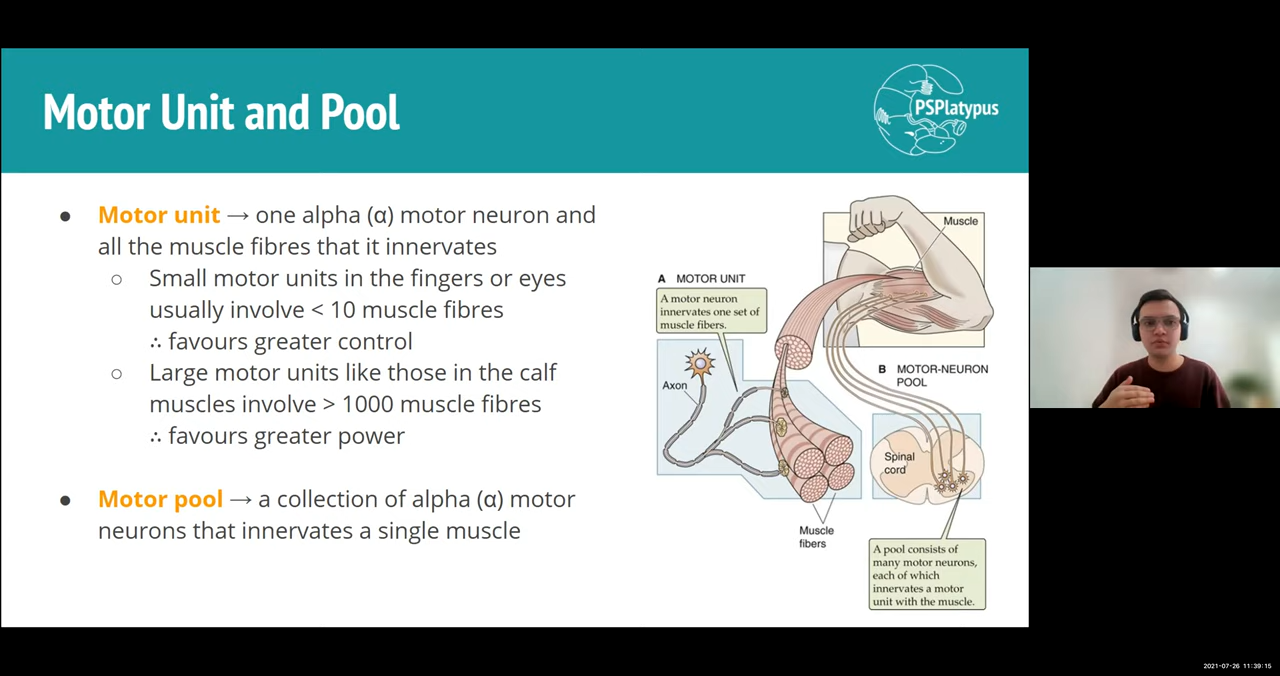 Motor Unit and Pool
PSPlatypus
● Motor unit → one alpha (α) motor neuron and
all the muscle fibres that it innervates
○ Small motor units in the fingers or eyes
usually involve < 10 muscle fibres
∴ favours greater control
○ Large motor units like those in the calf
muscles involve > 1000 muscle fibres
∴ favours greater power
● Motor pool → a collection of alpha (α) motor
neurons that innervates a single muscle
Muscle
A MOTOR UNIT
A motor neuron
innervates one set of
muscle fibers.
Axon
B MOTOR-NEURON
POOL
Spinal
cord
Muscle
fibers
A pool consists of
many motor neurons,
each of which
innervates a motor
unit with the muscle.
2021-07-26 11:39:15